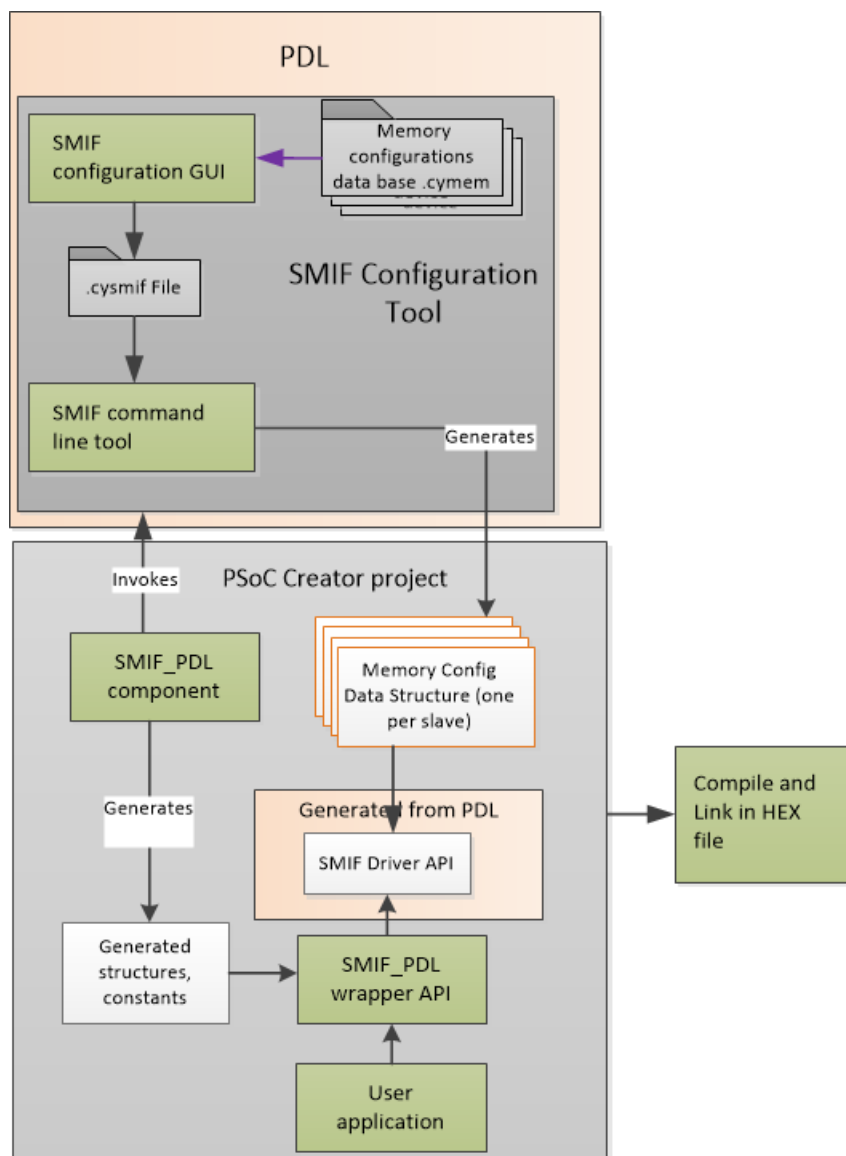 PDL
SMIF
configuration GUI
Memory
configurations
data base .cymem
SMIF Configuration
Tool
.cysmif File
SMIF command
line tool
Generates
Invokes
PSoC Creator project
SMIF_PDL
component
Memory Config
Data Structure (one
per slave)
Generates
Generated from PDL
SMIF Driver API
Compile and
Link in HEX
file
Generated
structures,
constants
SMIF_PDL
wrapper API
User
application